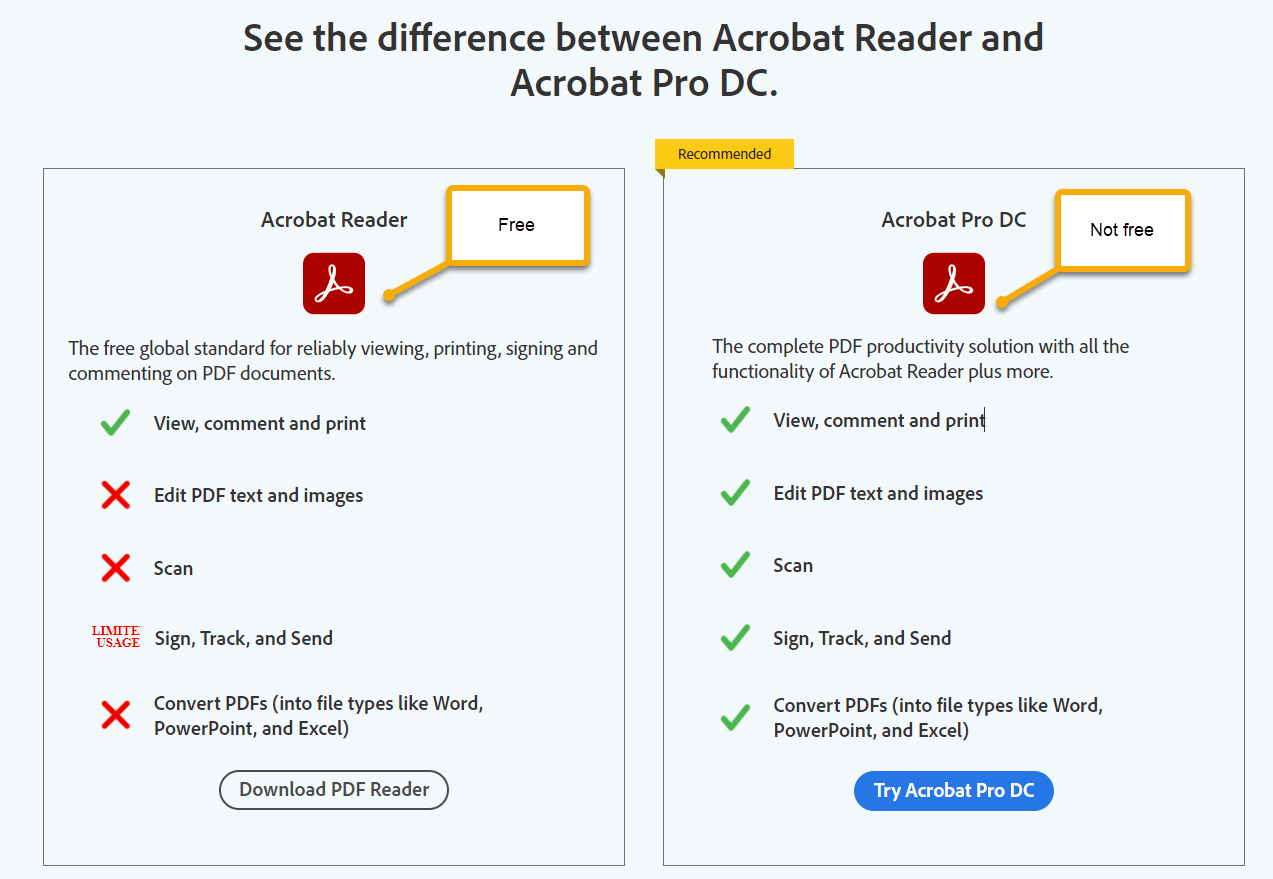 See the difference between Acrobat Reader and
Acrobat Pro DC.
Acrobat Reader
Free
The free global standard for reliably viewing, printing, signing and
commenting on PDF documents.
View, comment and print
Edit PDF text and images
Scan
LIMITE
USAGE
Sign, Track, and Send
Convert PDFs (into file types like Word,
PowerPoint, and Excel)
Download PDF Reader
Recommended
Acrobat Pro DC
Not free
The complete PDF productivity solution with all the
functionality of Acrobat Reader plus more.
View, comment and print
Edit PDF text and images
Scan
Sign, Track, and Send
Convert PDFs (into file types like Word,
PowerPoint, and Excel)
Try Acrobat Pro DC